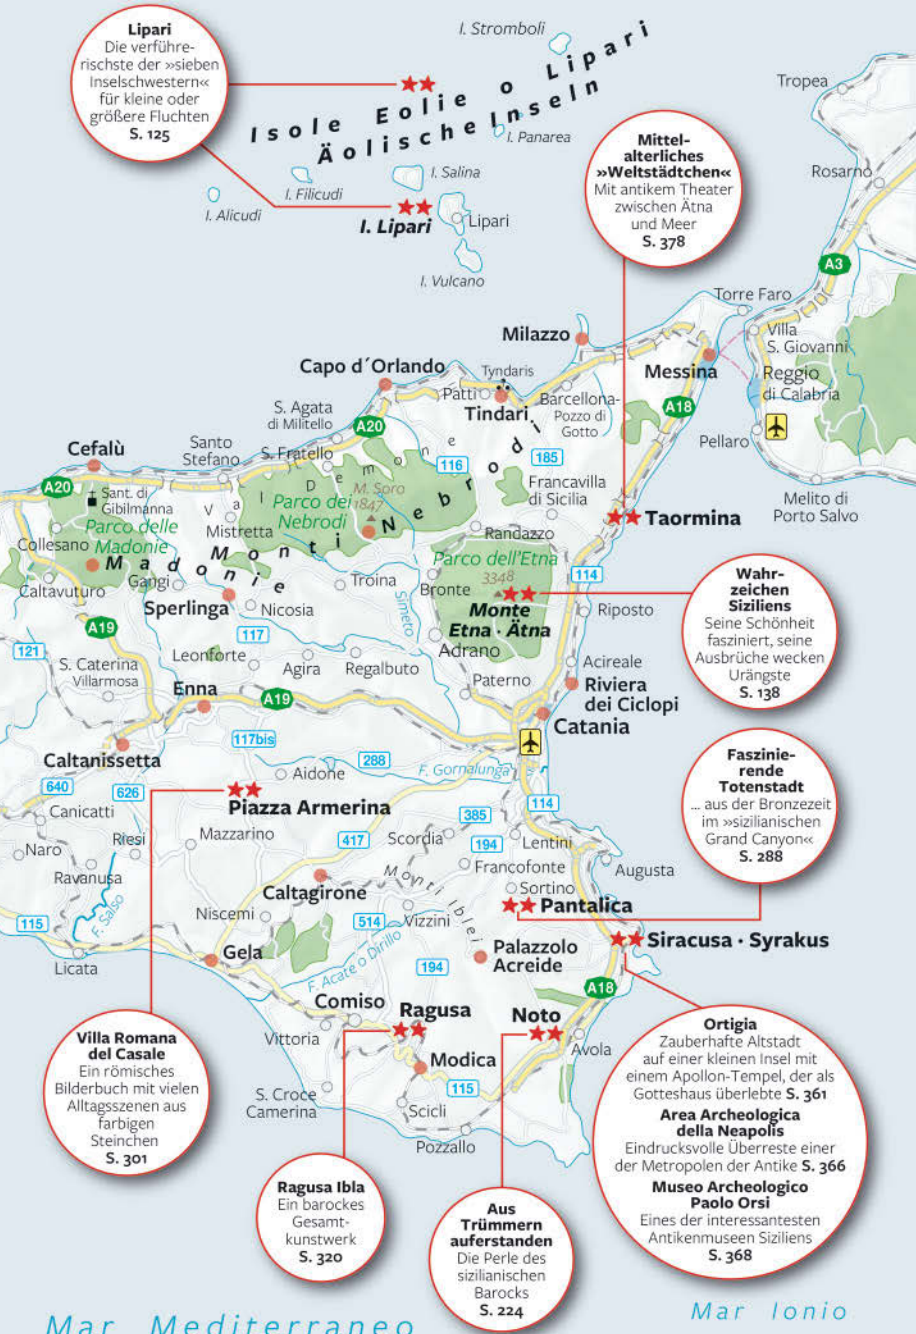 Lipari
Die verführe-
rischste der »sieben
Inselschwestern«
für kleine oder
größere Fluchten
S. 125
I. Stromboli
Isole Eolie o Lipari
Äolische Inseln
I. Panarea
I. Salina
I. Filicudi
I. Alicudi
I. Lipari
Lipari
I. Vulcano
Tropea
Rosarno
Mittel-
alterliches
»Weltstädtchen«
Mit antikem Theater
zwischen Ätna
und Meer
S. 378
A3
Torre Faro
Villa
S. Giovanni
Milazzo
Messina
Reggio
di Calabria
Capo d´Orlando
Tyndaris
Patti
Tindari
Barcellona-
Pozzo di
Gotto
A18
Pellaro
S. Agata
di Militello
A20
Santo
Stefano
S. Fratello
Cefalù
116
185
Francavilla
di Sicilia
Melito di
Porto Salvo
A20
Sant. di
Gibilmanna
Val Demone
Parco dei
Nebrodi
M. Soro
1847
Monti Nebrodi
Mistretta
Parco delle
Madonie
Collesano
Randazzo
Taormina
Madonie
Gangi
Caltavuturo
Troina
Bronte
Parco dell'Etna
3348
Monte
Etna · Ätna
114
Riposto
Sperlinga
Nicosia
Simeto
Wahr-
zeichen
Siziliens
Seine Schönheit
fasziniert, seine
Ausbrüche wecken
Urängste
S. 138
A19
117
121
Leonforte
Agira
Regalbuto
Adrano
Acireale
S. Caterina
Villarmosa
Enna
A19
Paterno
Riviera
dei Ciclopi
Catania
Caltanissetta
117bis
288
F. Gornalunga
Aidone
Piazza Armerina
640
626
Canicatti
Faszinie-
rende
Totenstadt
... aus der Bronzezeit
im »sizilianischen
Grand Canyon«
S. 288
114
385
Scordia
194
Lentini
Riesi
Mazzarino
417
Naro
Ravanusa
Francofonte
Augusta
Caltagirone
Monti Iblei
Sortino
Pantalica
F. Salso
115
Niscemi
514
Vizzini
Siracusa · Syrakus
Gela
F. Acate o Dirillo
194
Palazzolo
Acreide
Licata
A18
Comiso
Ragusa
Noto
Vittoria
Avola
Modica
115
Villa Romana
del Casale
Ein römisches
Bilderbuch mit vielen
Alltagsszenen aus
farbigen
Steinchen
S. 301
S. Croce
Camerina
Scicli
Pozzallo
Ortigia
Zauberhafte Altstadt
auf einer kleinen Insel mit
einem Apollon-Tempel, der als
Gotteshaus überlebte S. 361
Area Archeologica
della Neapolis
Eindrucksvolle Überreste einer
der Metropolen der Antike S. 366
Museo Archeologico
Paolo Orsi
Eines der interessantesten
Antikenmuseen Siziliens
S. 368
Ragusa Ibla
Ein barockes
Gesamt-
kunstwerk
S. 320
Aus
Trümmern
auferstanden
Die Perle des
sizilianischen
Barocks
S. 224
Mar Mediterraneo
Mar Ionio